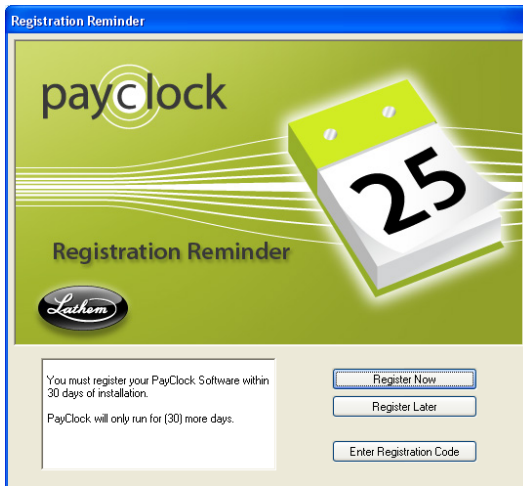 Registration Reminder
payclock
25
Registration Reminder
Lathem
You must register your PayClock Software within
30 days of installation.
PayClock will only run for (30) more days.
Register Now
Register Later
Enter Registration Code